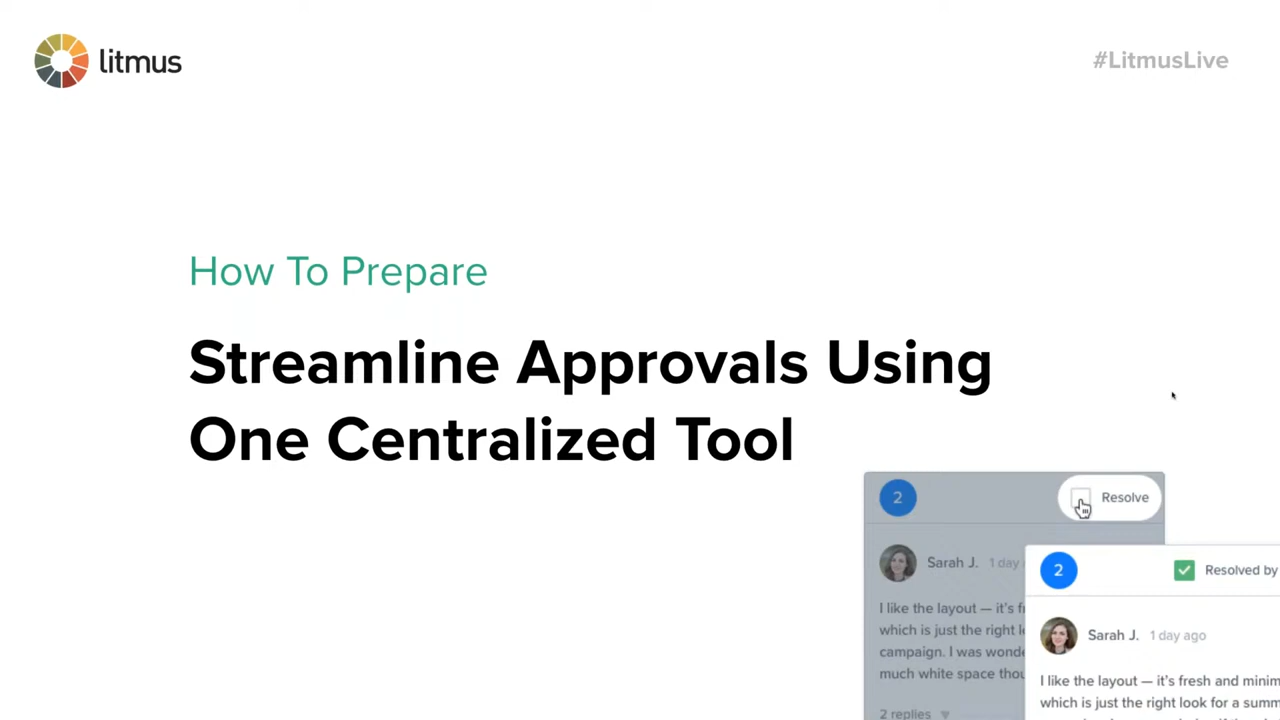 litmus
#LitmusLive
How To Prepare
Streamline Approvals Using
One Centralized Tool
2
Resolve
Sarah J. 1 day
I like the layout — it's
which is just the right
campaign. I was
much white space
2 replies
2
Resolved by
Sarah J. 1 day ago
I like the layout — it's fresh and
which is just the right look for a